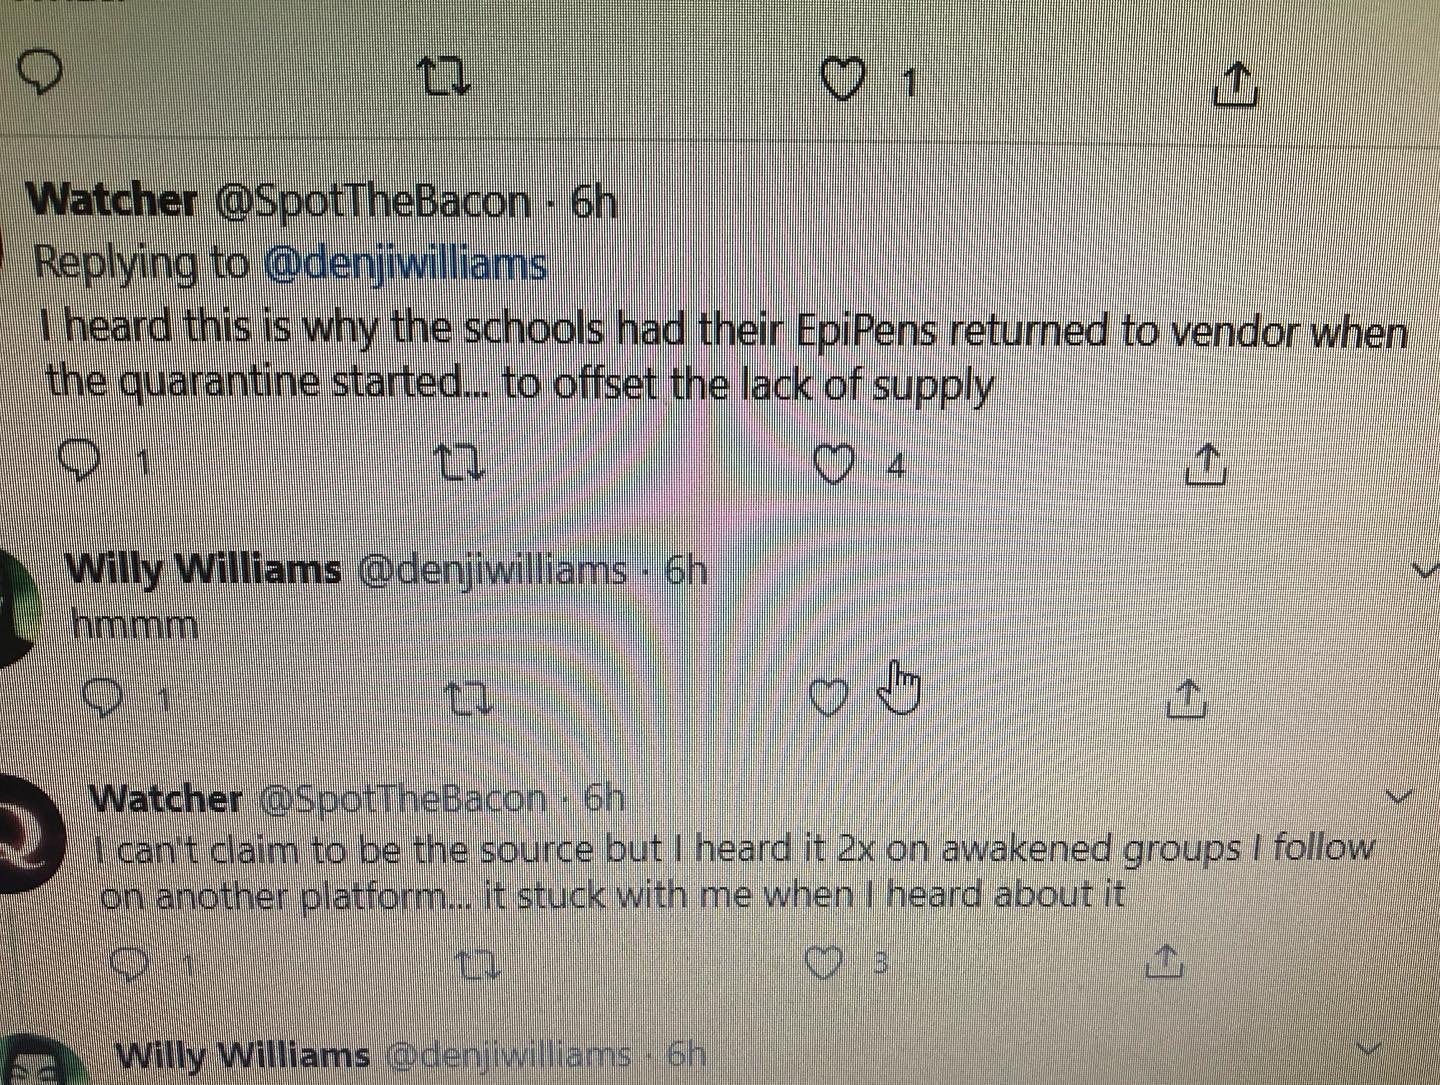 1
Watcher @SpotTheBacon · 6h
Replying to @denjiwilliams
I heard this is why the schools had their EpiPens returned to vendor when
the quarantine started... to offset the lack of supply
1 4
Willy Williams @denjiwilliams · 6h
hmmm
1
Watcher @SpotTheBacon · 6h
I can't claim to be the source but I heard it 2x on awakened groups I follow
on another platform... it stuck with me when I heard about it
1 3
Willy Williams @denjiwilliams · 6h